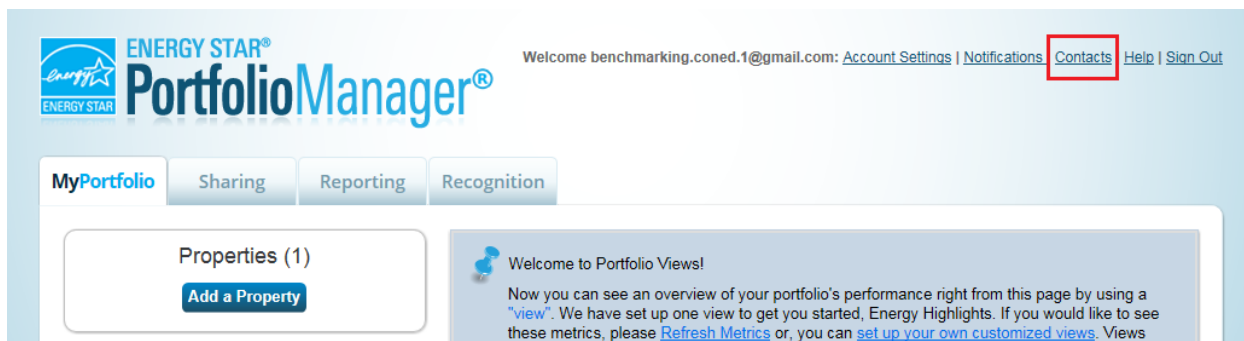 ENERGY STAR®
PortfolioManager®
energy
ENERGY STAR
Welcome benchmarking.coned.1@gmail.com: Account Settings | Notifications Contacts Help | Sign Out
MyPortfolio Sharing Reporting Recognition
Properties (1)
Add a Property
Welcome to Portfolio Views!
Now you can see an overview of your portfolio's performance right from this page by using a
"view". We have set up one view to get you started, Energy Highlights. If you would like to see
these metrics, please Refresh Metrics or, you can set up your own customized views. Views